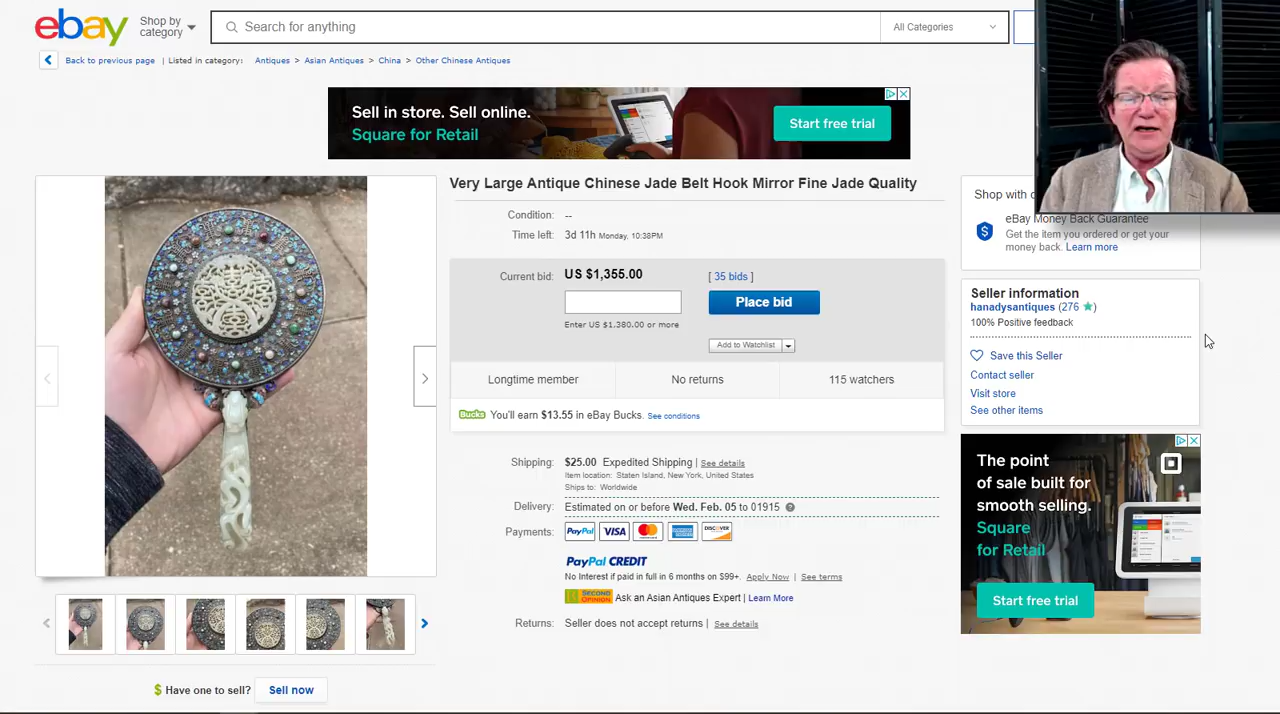 ebay
Shop by
category
Search for anything
All Categories
Back to previous page | Listed in category: Antiques > Asian Antiques > China > Other Chinese Antiques
Sell in store. Sell online.
Square for Retail
Start free trial
Very Large Antique Chinese Jade Belt Hook Mirror Fine Jade Quality
Condition: --
Time left: 3d 11h Monday, 10:38PM
Current bid: US $1,355.00 [ 35 bids ]
Place bid
Enter US $1,380.00 or more
Add to Watchlist
Longtime member No returns 115 watchers
Bucks You'll earn $13.55 in eBay Bucks. See conditions
Shipping: $25.00 Expedited Shipping | See details
Item location: Staten Island, New York, United States
Ships to: Worldwide
Delivery: Estimated on or before Wed. Feb. 05 to 01915
Payments: PayPal VISA MasterCard AMERICAN EXPRESS DISCOVER
PayPal CREDIT
No Interest if paid in full in 6 months on $99+. Apply Now | See terms
SECOND OPINION Ask an Asian Antiques Expert | Learn More
Returns: Seller does not accept returns | See details
$ Have one to sell? Sell now
Shop with
eBay Money Back Guarantee
Get the item you ordered or get your
money back. Learn more
Seller information
hanadysantiques (276 )
100% Positive feedback
Save this Seller
Contact seller
Visit store
See other items
The point
of sale built for
smooth selling.
Square
for Retail
Start free trial